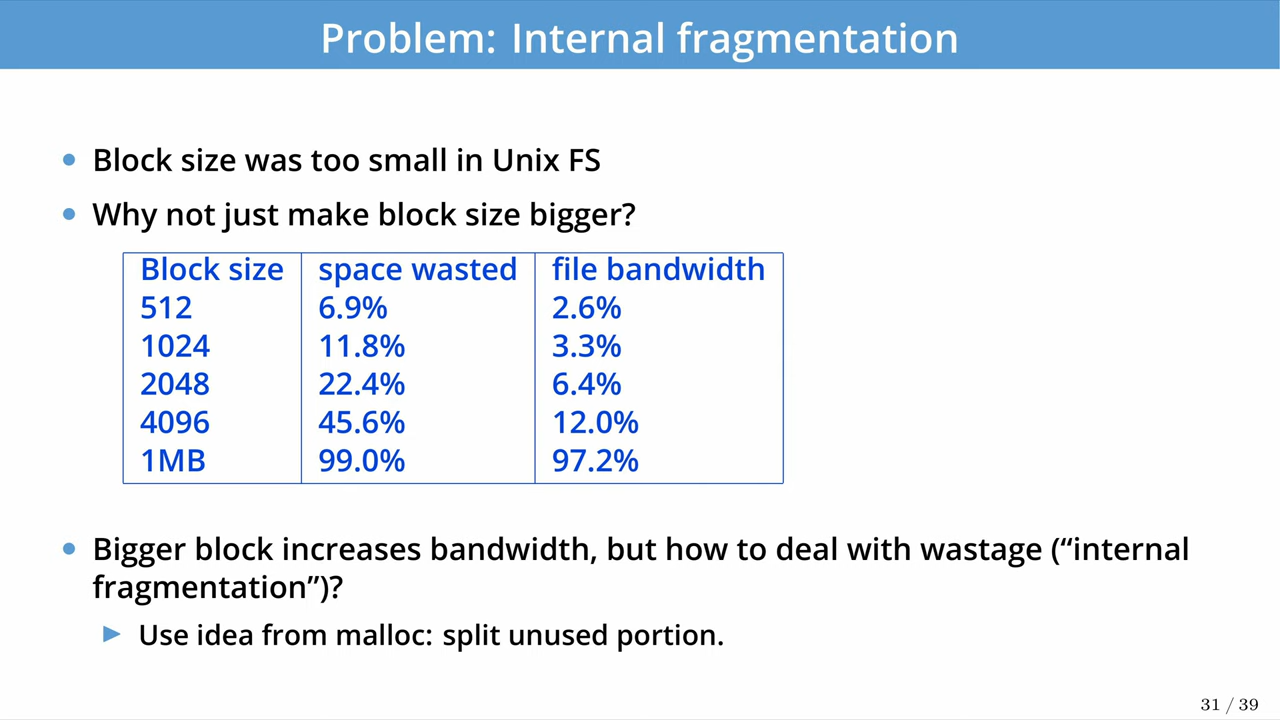 Problem: Internal fragmentation
• Block size was too small in Unix FS
• Why not just make block size bigger?
Block size space wasted file bandwidth
512 6.9% 2.6%
1024 11.8% 3.3%
2048 22.4% 6.4%
4096 45.6% 12.0%
1MB 99.0% 97.2%
• Bigger block increases bandwidth, but how to deal with wastage (“internal
fragmentation”)?
▶ Use idea from malloc: split unused portion.
31 / 39